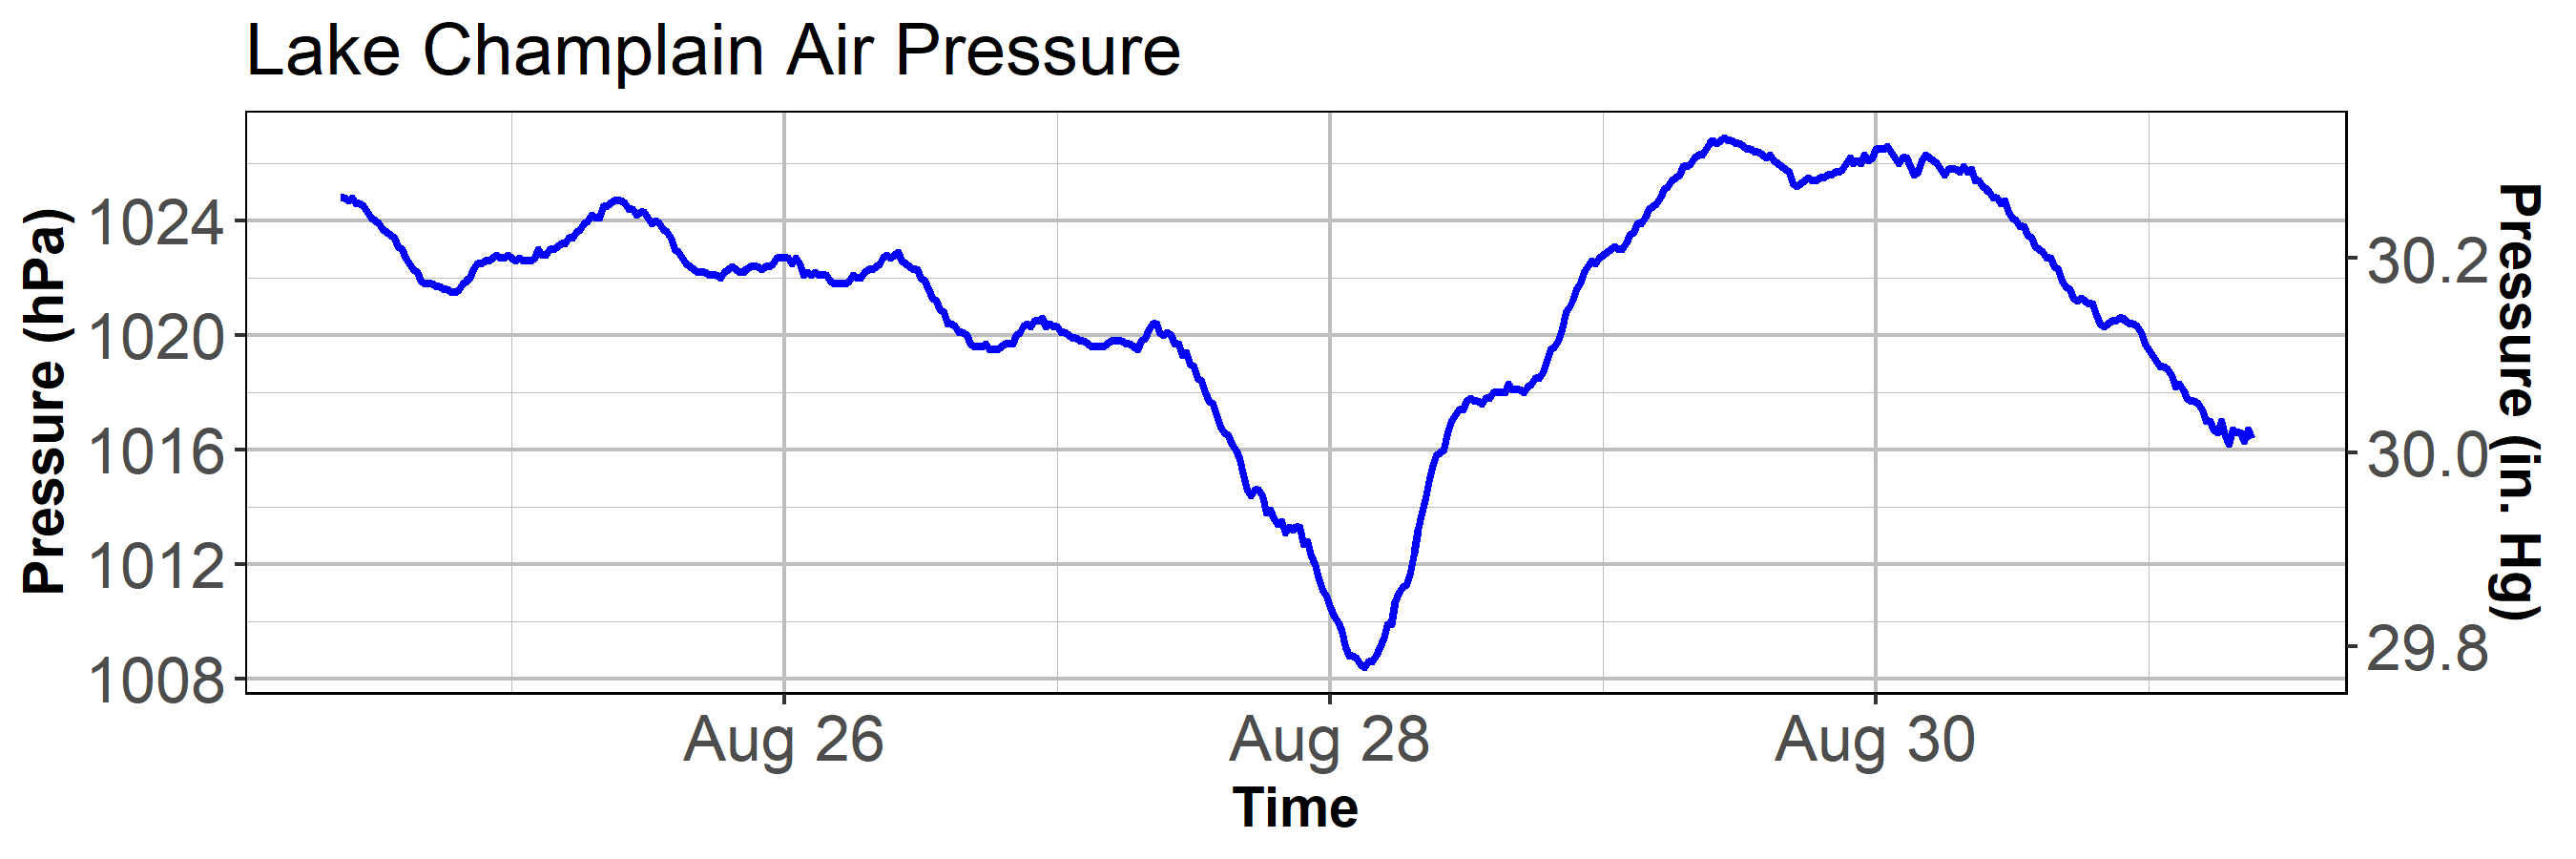 Lake Champlain Air Pressure
Pressure (hPa)
1024
1020
1016
1012
1008
30.2
30.0
29.8
Pressure (in. Hg)
Aug 26
Aug 28
Aug 30
Time